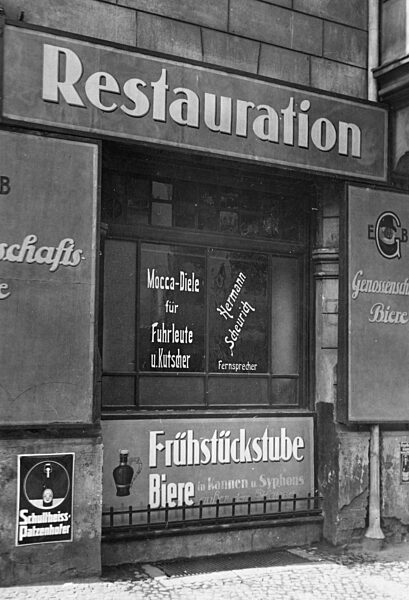 Restauration
B
schafts
E G B
Genossensch
Biere
Mocca-Diele
für
Fuhrleute
u. Kutscher
Hermann
Scheurich
Fernsprecher
Frühstückstube
Biere in Kannen u Syphons
Schultheiss-
Patzenhofer